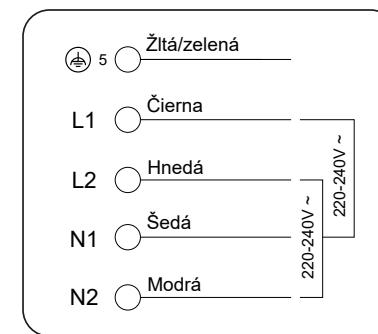 5 Žltá/zelená
L1 Čierna
L2 Hnedá
N1 Šedá
N2 Modrá
220-240V ~
220-240V ~